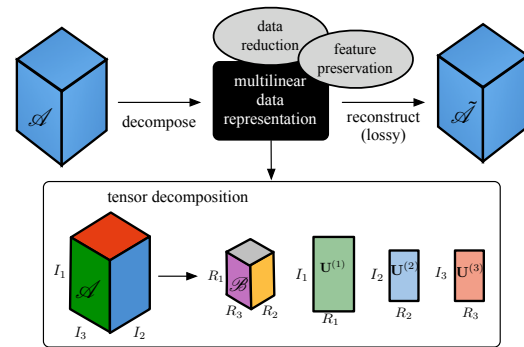 data
reduction
feature
preservation
𝒜
decompose
multilinear
data
representation
reconstruct
(lossy)
𝒜̃
tensor decomposition
I₁
𝒜
I₃
I₂
R₁
ℬ
R₃
R₂
I₁
U⁽¹⁾
R₁
I₂
U⁽²⁾
R₂
I₃
U⁽³⁾
R₃